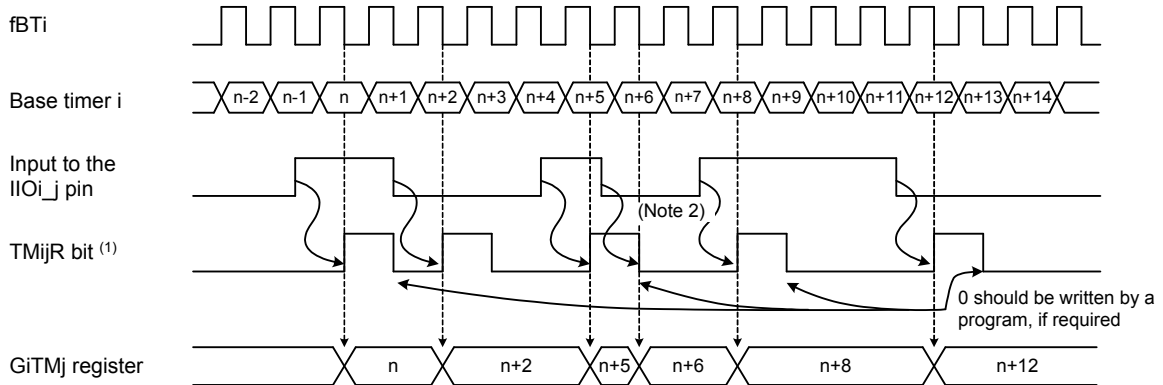 fBTi
Base timer i
n-2 n-1 n n+1 n+2 n+3 n+4 n+5 n+6 n+7 n+8 n+9 n+10 n+11 n+12 n+13 n+14
Input to the
IIOi_j pin
(Note 2)
TMijR bit (1)
0 should be written by a
program, if required
GiTMj register
n n+2 n+5 n+6 n+8 n+12